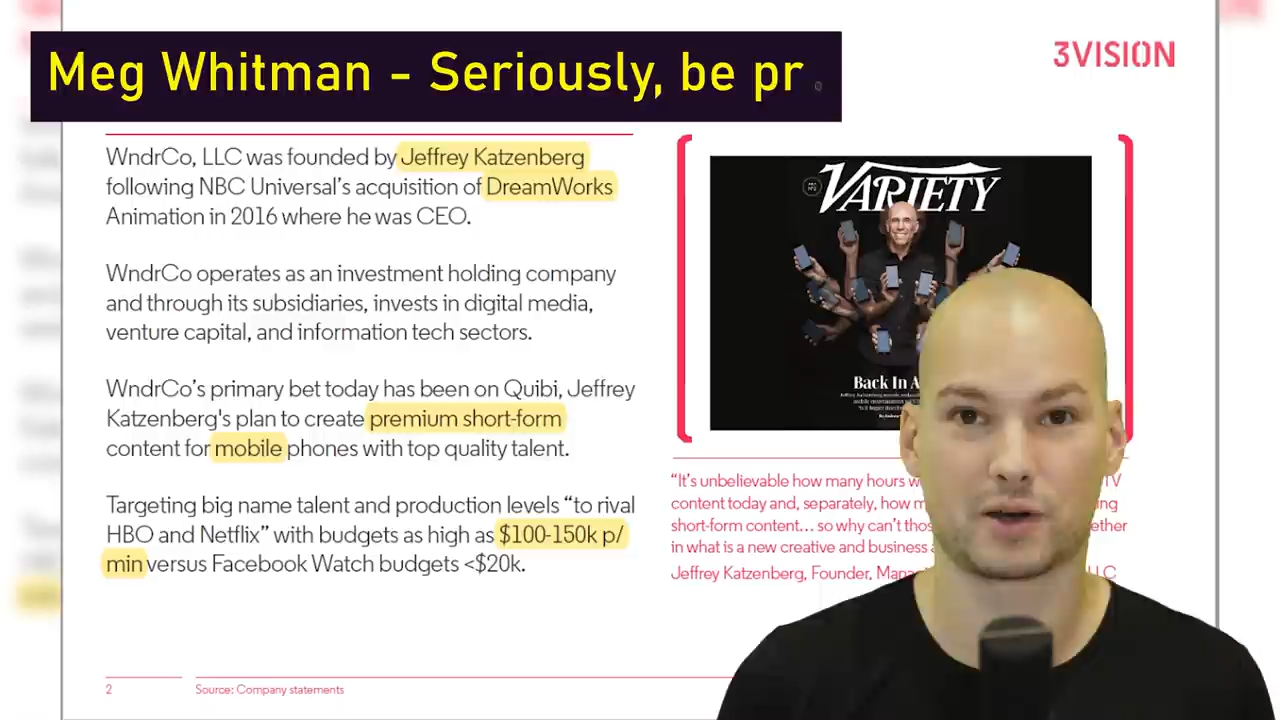 Meg Whitman - Seriously, be pr
3VISION
WndrCo, LLC was founded by Jeffrey Katzenberg
following NBC Universal's acquisition of DreamWorks
Animation in 2016 where he was CEO.
WndrCo operates as an investment holding company
and through its subsidiaries, invests in digital media,
venture capital, and information tech sectors.
WndrCo's primary bet today has been on Quibi, Jeffrey
Katzenberg's plan to create premium short-form
content for mobile phones with top quality talent.
Targeting big name talent and production levels “to rival
HBO and Netflix” with budgets as high as $100-150k p/
min versus Facebook Watch budgets <$20k.
VARIETY
Back In A
“It's unbelievable how many hours TV
content today and, separately, how
short-form content... so why can't
in what is a new creative and business
Jeffrey Katzenberg, Founder, LLC
2
Source: Company statements